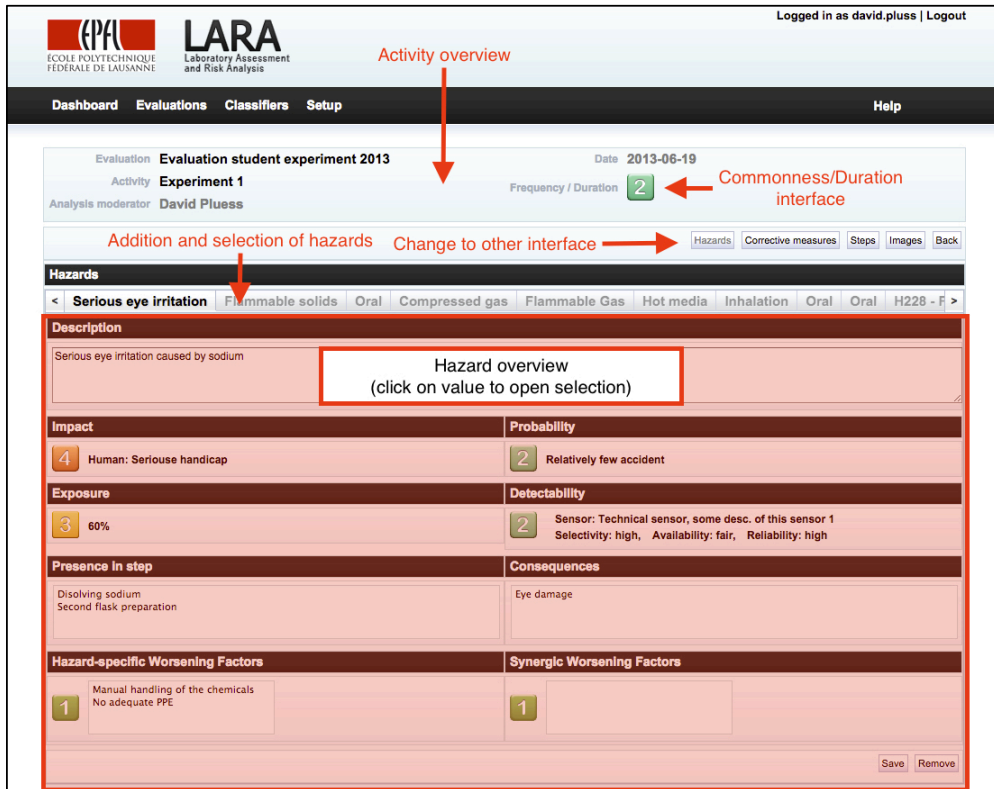 Logged in as david.pluss | Logout
EPFL
ÉCOLE POLYTECHNIQUE
FÉDÉRALE DE LAUSANNE
LARA
Laboratory Assessment
and Risk Analysis
Activity overview
Dashboard Evaluations Classifiers Setup Help
Evaluation Evaluation student experiment 2013 Date 2013-06-19
Activity Experiment 1 Frequency / Duration 2
Commonness/Duration
interface
Analysis moderator David Pluess
Addition and selection of hazards Change to other interface Hazards Corrective measures Steps Images Back
Hazards
< Serious eye irritation Flammable solids Oral Compressed gas Flammable Gas Hot media Inhalation Oral Oral H228 - F >
Description
Serious eye irritation caused by sodium
Hazard overview
(click on value to open selection)
Impact Probability
4 Human: Seriouse handicap 2 Relatively few accident
Exposure Detectability
3 60% 2 Sensor: Technical sensor, some desc. of this sensor 1
Selectivity: high, Availability: fair, Reliability: high
Presence in step Consequences
Disolving sodium Eye damage
Second flask preparation
Hazard-specific Worsening Factors Synergic Worsening Factors
1 Manual handling of the chemicals 1
No adequate PPE
Save Remove